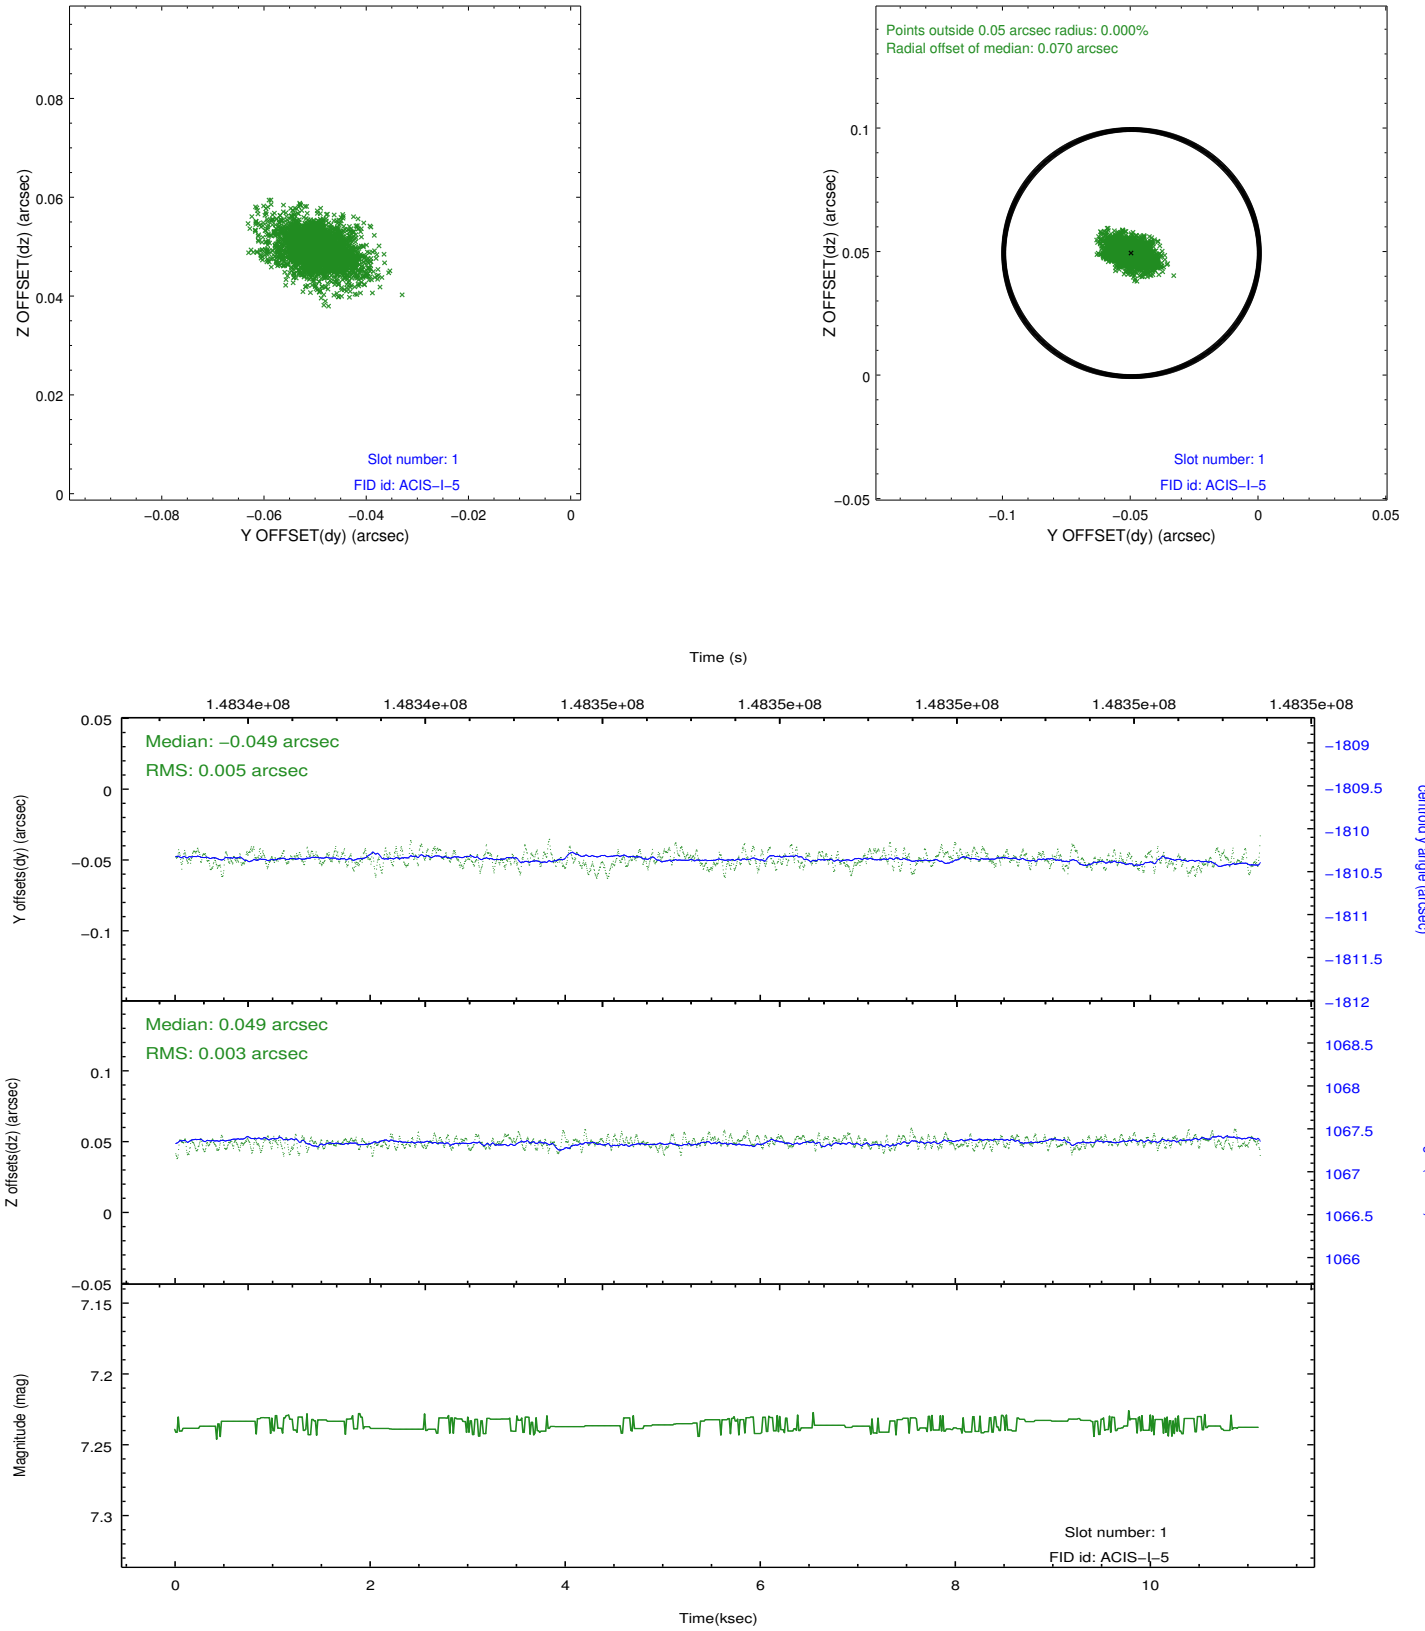 0.08
0.06
0.04
0.02
0
Z OFFSET(dz) (arcsec)
Slot number: 1
FID id: ACIS−I−5
−0.08 −0.06 −0.04 −0.02 0
Y OFFSET(dy) (arcsec)
Points outside 0.05 arcsec radius: 0.000%
Radial offset of median: 0.070 arcsec
0.1
0.05
0
−0.05
Z OFFSET(dz) (arcsec)
Slot number: 1
FID id: ACIS−I−5
−0.1 −0.05 0 0.05
Y OFFSET(dy) (arcsec)
Time (s)
1.4834e+08 1.4834e+08 1.4835e+08 1.4835e+08 1.4835e+08 1.4835e+08 1.4835e+08
Median: −0.049 arcsec
RMS: 0.005 arcsec
0.05
0
−0.05
−0.1
Y offsets(dy) (arcsec)
−1809
−1809.5
−1810
−1810.5
−1811
−1811.5
−1812
centroid y angle (arcsec)
Median: 0.049 arcsec
RMS: 0.003 arcsec
0.1
0.05
0
−0.05
Z offsets(dz) (arcsec)
1068.5
1068
1067.5
1067
1066.5
1066
7.15
7.2
7.25
7.3
Magnitude (mag)
Slot number: 1
FID id: ACIS−I−5
0 2 4 6 8 10
Time(ksec)